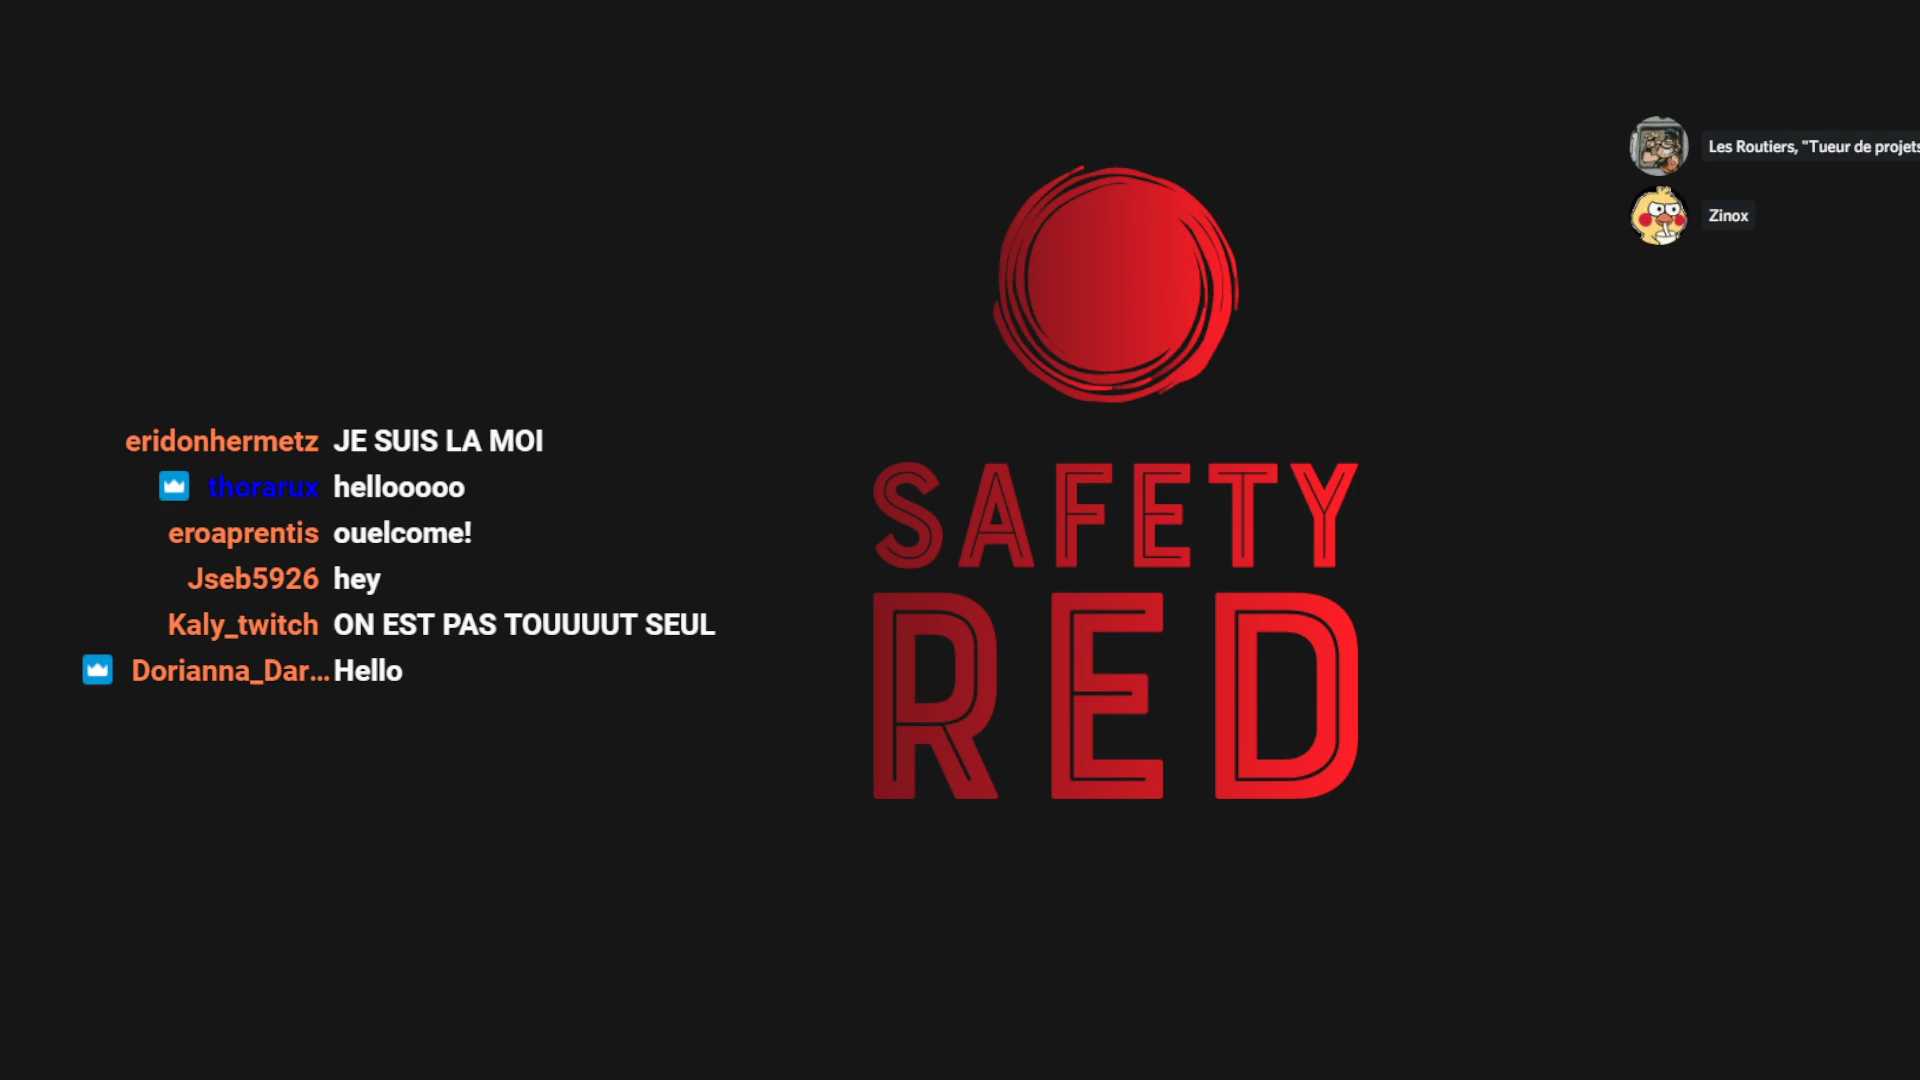 Les Routiers, "Tueur de projets
Zinox
eridonhermetz JE SUIS LA MOI
thorarux hellooooo
eroaprentis ouelcome!
Jseb5926 hey
Kaly_twitch ON EST PAS TOUUUUT SEUL
Dorianna_Dar... Hello
SAFETY
RED